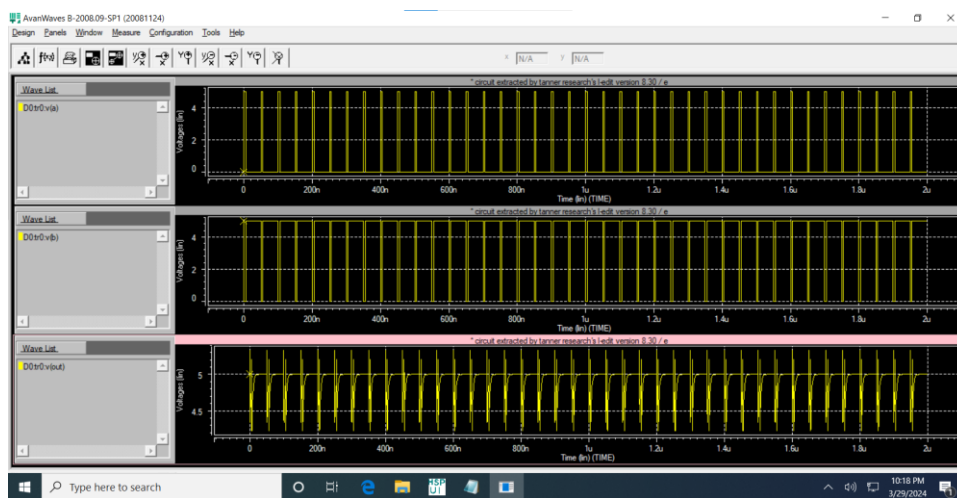 AvanWaves B-2008.09-SP1 (20081124)
Design Panels Window Measure Configuration Tools Help
f(x) X N/A Y N/A
* circuit extracted by tanner research's l-edit version 8.30 / e
Wave List
D0:tr0:v(a)
Voltages (lin)
4
2
0
0 200n 400n 600n 800n 1u 1.2u 1.4u 1.6u 1.8u 2u
Time (lin) (TIME)
* circuit extracted by tanner research's l-edit version 8.30 / e
Wave List
D0:tr0:v(b)
Voltages (lin)
4
2
0
0 200n 400n 600n 800n 1u 1.2u 1.4u 1.6u 1.8u 2u
Time (lin) (TIME)
* circuit extracted by tanner research's l-edit version 8.30 / e
Wave List
D0:tr0:v(out)
Voltages (lin)
5
4.5
0 200n 400n 600n 800n 1u 1.2u 1.4u 1.6u 1.8u 2u
Time (lin) (TIME)
Type here to search
HSP
UI
10:18 PM
3/29/2024